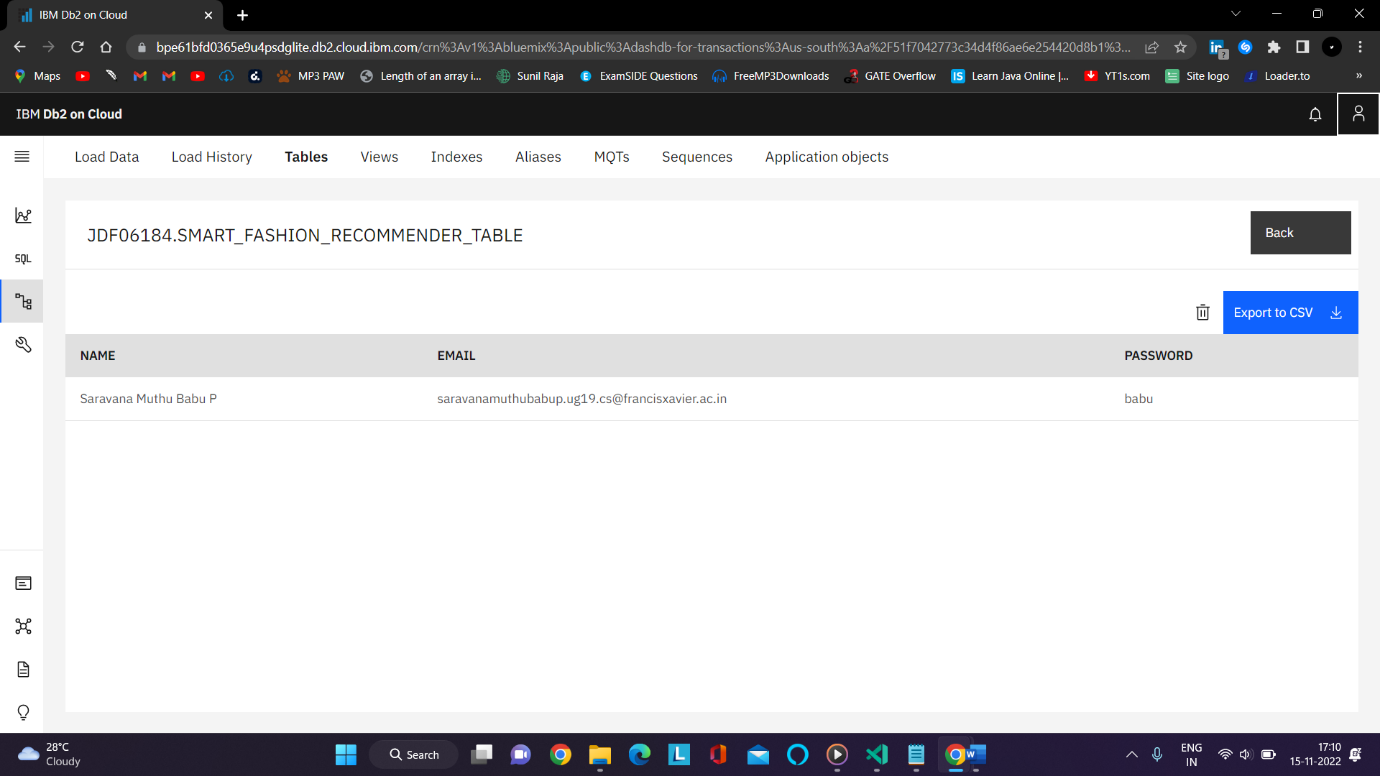 IBM Db2 on Cloud
bpe61bfd0365e9u4psdglite.db2.cloud.ibm.com/crn%3Av1%3Abluemix%3Apublic%3Adashdb-for-transactions%3Aus-south%3Aa%2F51f7042773c34d4f86ae6e254420d8b1%3...
Maps MP3 PAW Length of an array i... Sunil Raja ExamSIDE Questions FreeMP3Downloads GATE Overflow IS Learn Java Online |... YT1s.com Site logo Loader.to »
IBM Db2 on Cloud
Load Data Load History Tables Views Indexes Aliases MQTs Sequences Application objects
JDF06184.SMART_FASHION_RECOMMENDER_TABLE
Back
SQL
Export to CSV
NAME EMAIL PASSWORD
Saravana Muthu Babu P saravanamuthubabup.ug19.cs@francisxavier.ac.in babu
28°C
Cloudy
Search
ENG
IN
17:10
15-11-2022